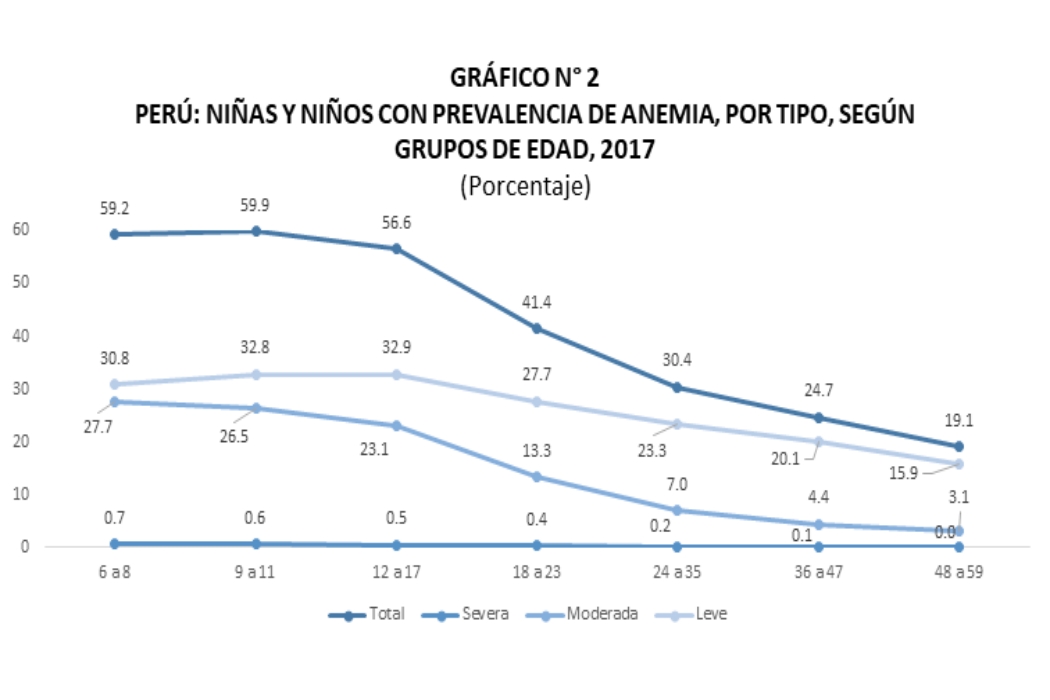 GRÁFICO N° 2
PERÚ: NIÑAS Y NIÑOS CON PREVALENCIA DE ANEMIA, POR TIPO, SEGÚN
GRUPOS DE EDAD, 2017
(Porcentaje)
59.2 59.9 56.6 41.4 30.4 24.7 19.1
30.8 32.8 32.9 27.7 23.3 20.1 15.9
27.7 26.5 23.1 13.3 7.0 4.4 3.1
0.7 0.6 0.5 0.4 0.2 0.1 0.0
60
50
40
30
20
10
0
6 a 8 9 a 11 12 a 17 18 a 23 24 a 35 36 a 47 48 a 59
Total Severa Moderada Leve